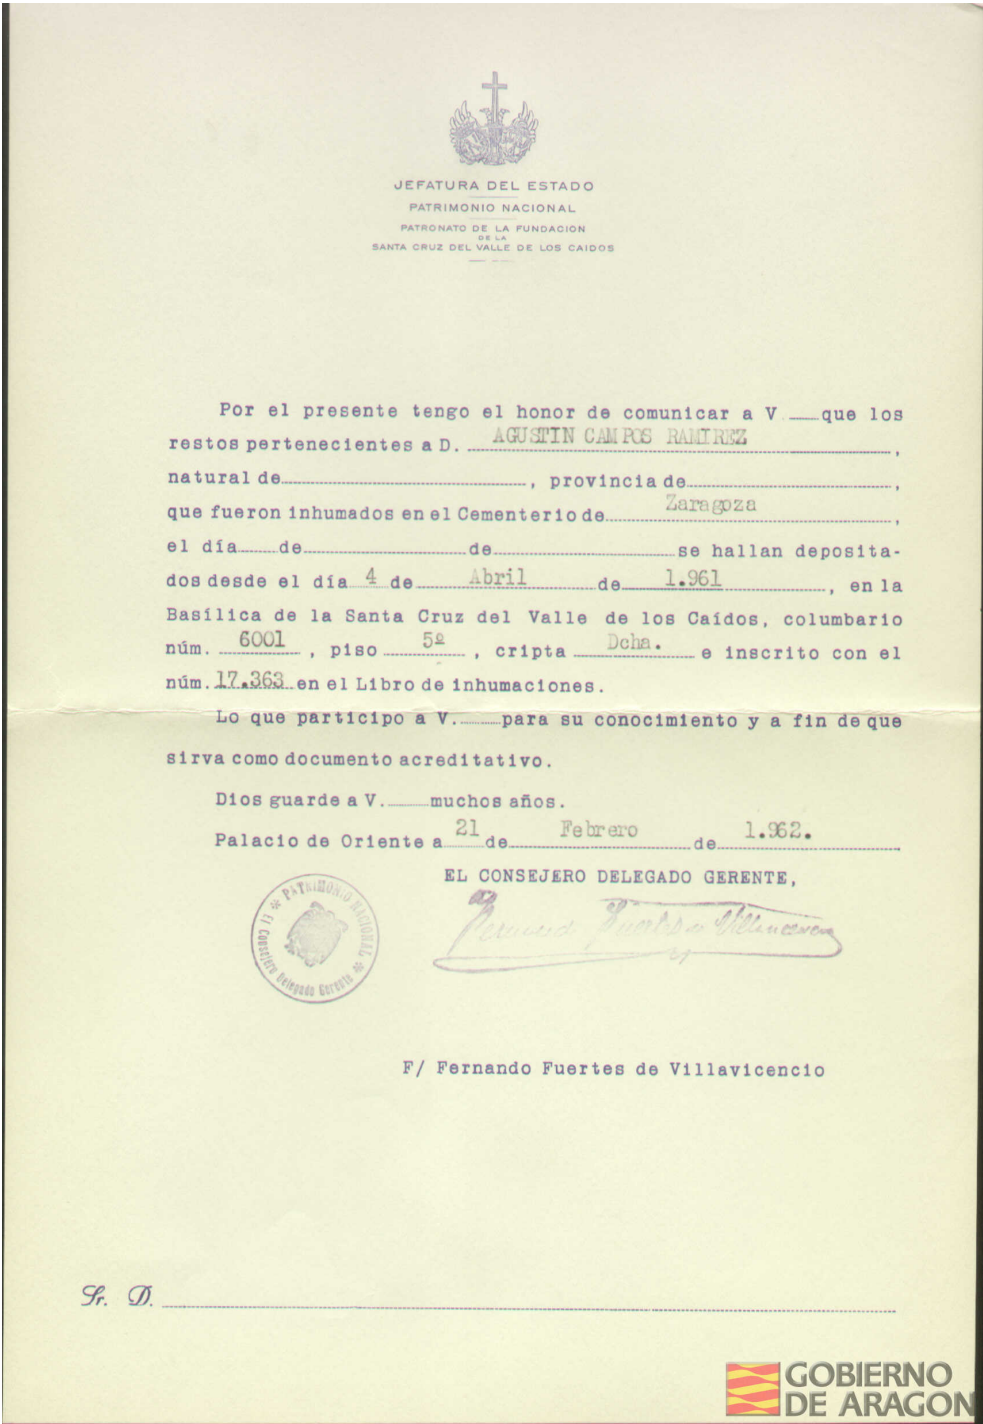 JEFATURA DEL ESTADO
PATRIMONIO NACIONAL
PATRONATO DE LA FUNDACION
DE LA
SANTA CRUZ DEL VALLE DE LOS CAIDOS
Por el presente tengo el honor de comunicar a V. que los
restos pertenecientes a D. AGUSTIN CAMPOS RAMIREZ,
natural de , provincia de ,
que fueron inhumados en el Cementerio de Zaragoza,
el día de de se hallan deposita-
dos desde el día 4 de Abril de 1.961, en la
Basílica de la Santa Cruz del Valle de los Caídos, columbario
núm. 6001, piso 5º, cripta Dcha. e inscrito con el
núm. 17.363 en el Libro de inhumaciones.
Lo que participo a V. para su conocimiento y a fin de que
sirva como documento acreditativo.
Dios guarde a V. muchos años.
Palacio de Oriente a 21 de Febrero de 1.962.
EL CONSEJERO DELEGADO GERENTE,
PATRIMONIO NACIONAL
El Consejero Delegado Gerente
Fernando Fuertes de Villavicencio
F/ Fernando Fuertes de Villavicencio
Sr. D.
GOBIERNO
DE ARAGON